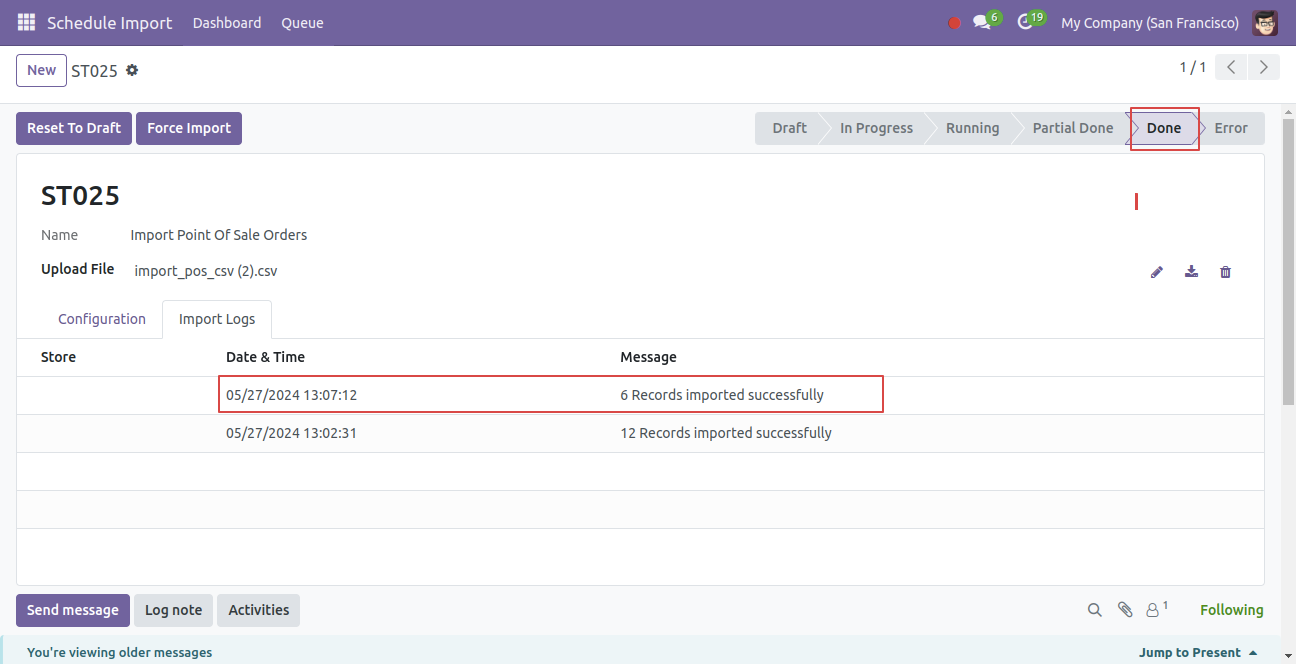 Schedule Import Dashboard Queue 6 19 My Company (San Francisco)
New ST025 1 / 1
Reset To Draft Force Import Draft In Progress Running Partial Done Done Error
ST025
Name Import Point Of Sale Orders
Upload File import_pos_csv (2).csv
Configuration Import Logs
Store Date & Time Message
05/27/2024 13:07:12 6 Records imported successfully
05/27/2024 13:02:31 12 Records imported successfully
Send message Log note Activities 1 Following
You're viewing older messages Jump to Present